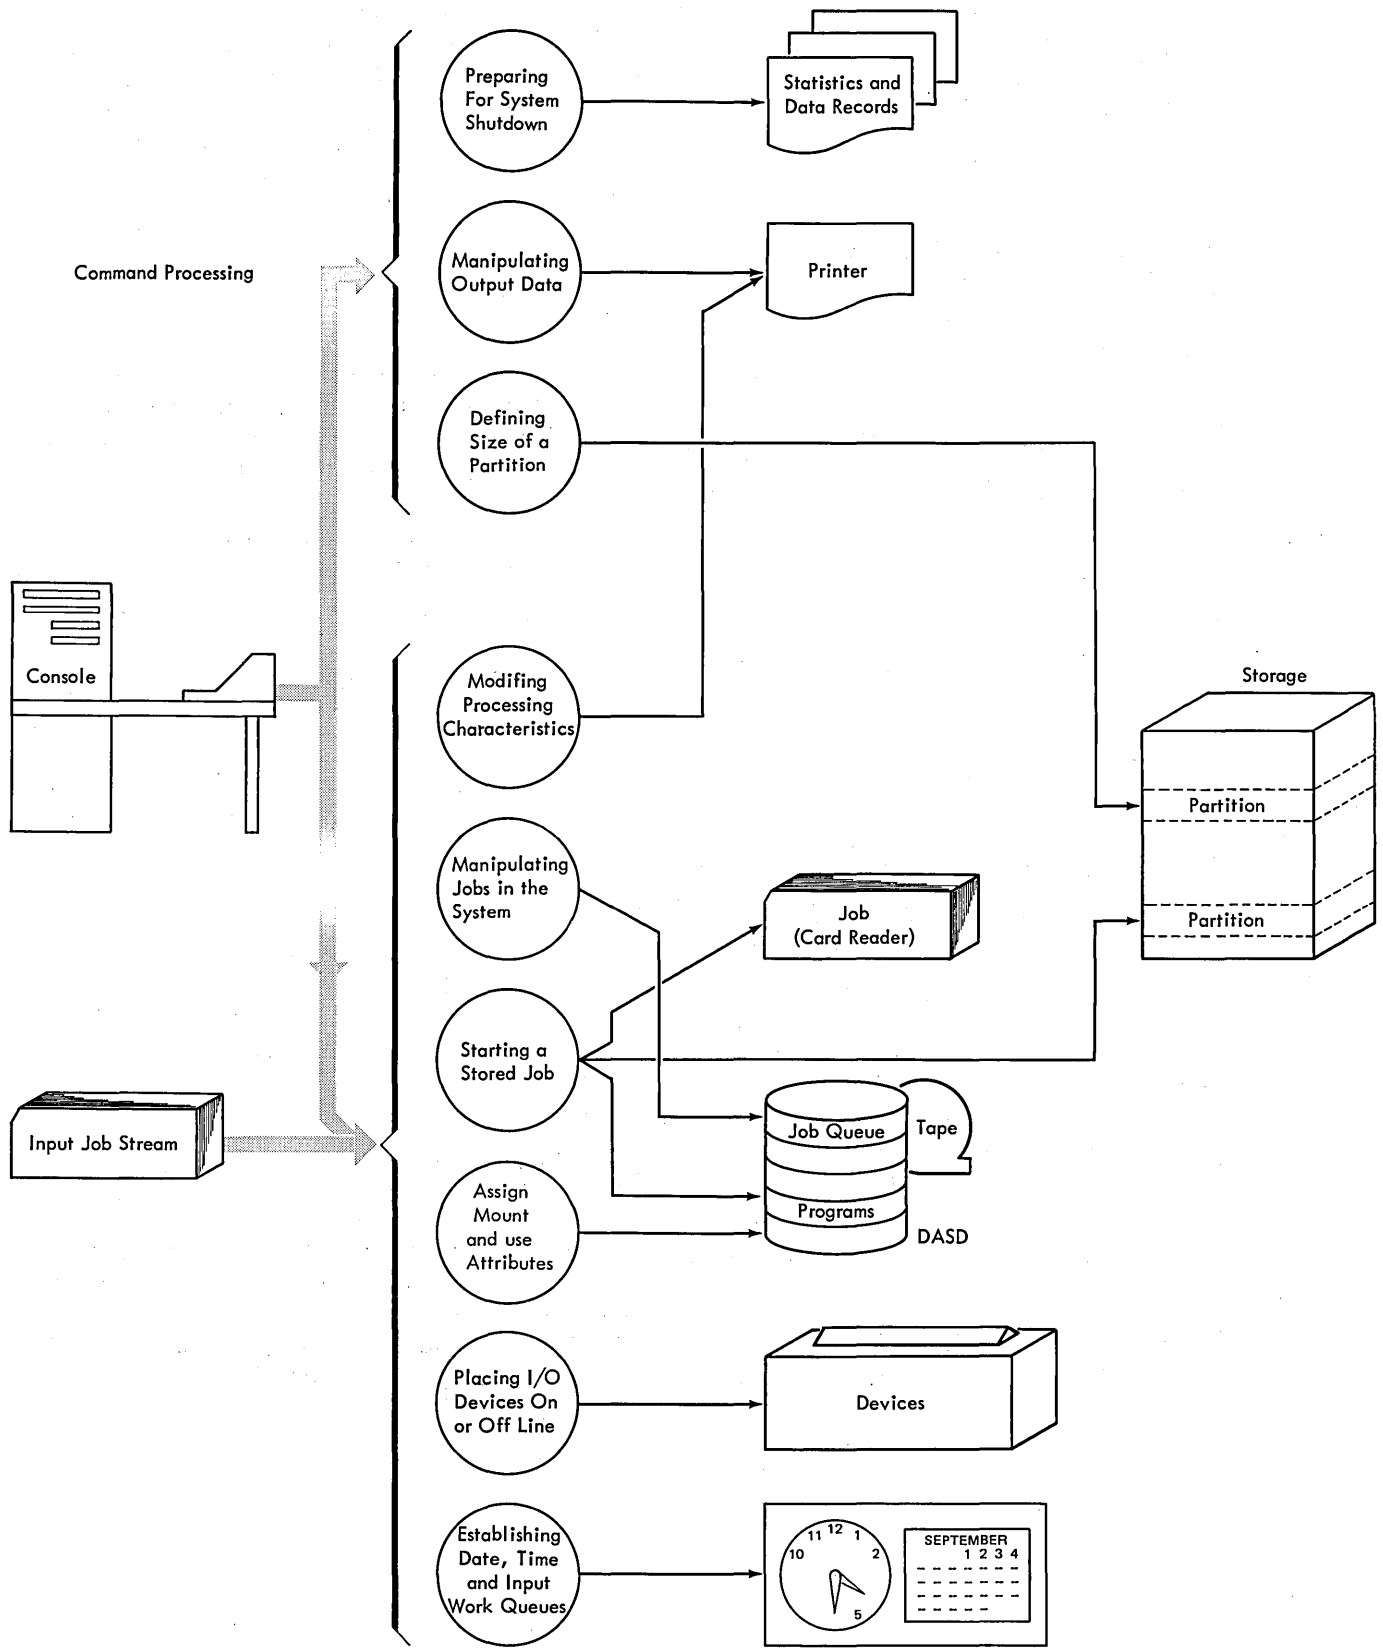 Preparing
For System
Shutdown
Statistics and
Data Records
Command Processing
Manipulating
Output Data
Printer
Defining
Size of a
Partition
Console
Modifing
Processing
Characteristics
Storage
Partition
Partition
Manipulating
Jobs in the
System
Job
(Card Reader)
Starting a
Stored Job
Input Job Stream
Job Queue
Tape
Programs
DASD
Assign
Mount
and use
Attributes
Placing I/O
Devices On
or Off Line
Devices
Establishing
Date, Time
and Input
Work Queues
10 11 12 1 2 5
SEPTEMBER
1 2 3 4